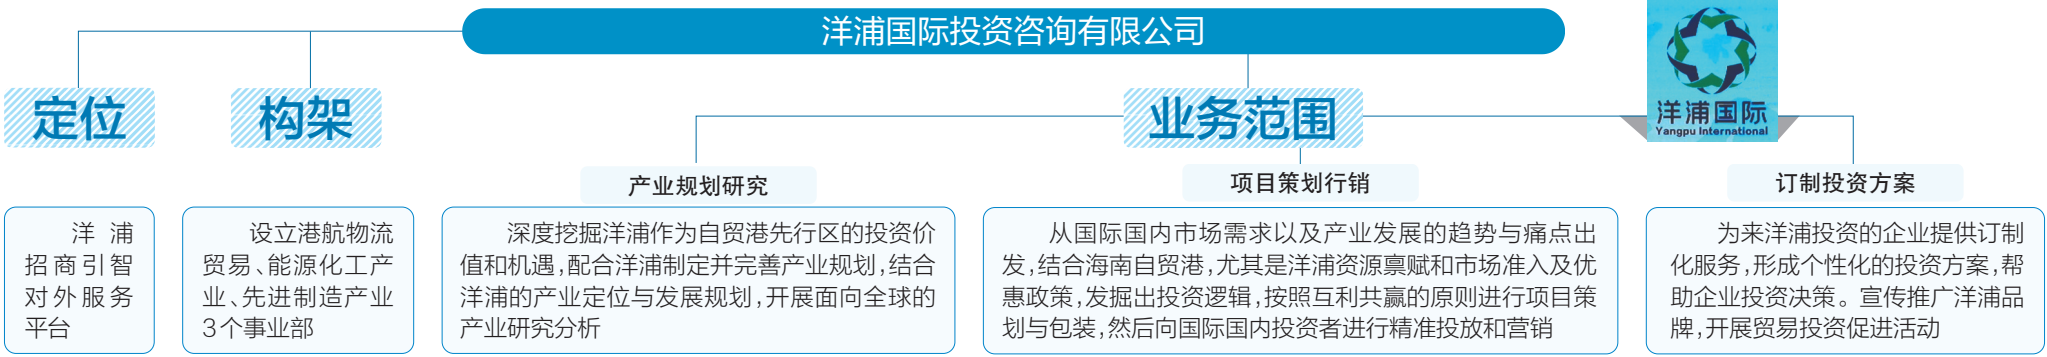 洋浦国际投资咨询有限公司
洋浦国际
Yangpu International
定位
洋浦
招商引智
对外服务
平台
构架
设立港航物流
贸易、能源化工产
业、先进制造产业
3个事业部
业务范围
产业规划研究
深度挖掘洋浦作为自贸港先行区的投资价
值和机遇,配合洋浦制定并完善产业规划,结合
洋浦的产业定位与发展规划,开展面向全球的
产业研究分析
项目策划行销
从国际国内市场需求以及产业发展的趋势与痛点出
发,结合海南自贸港,尤其是洋浦资源禀赋和市场准入及优
惠政策,发掘出投资逻辑,按照互利共赢的原则进行项目策
划与包装,然后向国际国内投资者进行精准投放和营销
订制投资方案
为来洋浦投资的企业提供订制
化服务,形成个性化的投资方案,帮
助企业投资决策。宣传推广洋浦品
牌,开展贸易投资促进活动